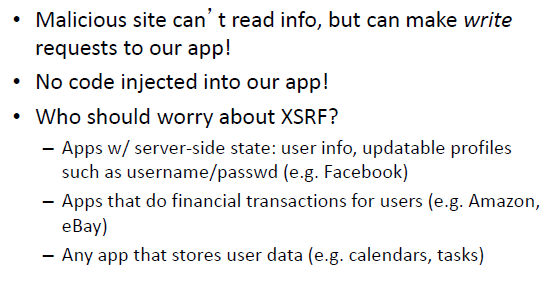 • Malicious site can't read info, but can make write
requests to our app!
• No code injected into our app!
• Who should worry about XSRF?
– Apps w/ server-side state: user info, updatable profiles
such as username/passwd (e.g. Facebook)
– Apps that do financial transactions for users (e.g. Amazon,
eBay)
– Any app that stores user data (e.g. calendars, tasks)